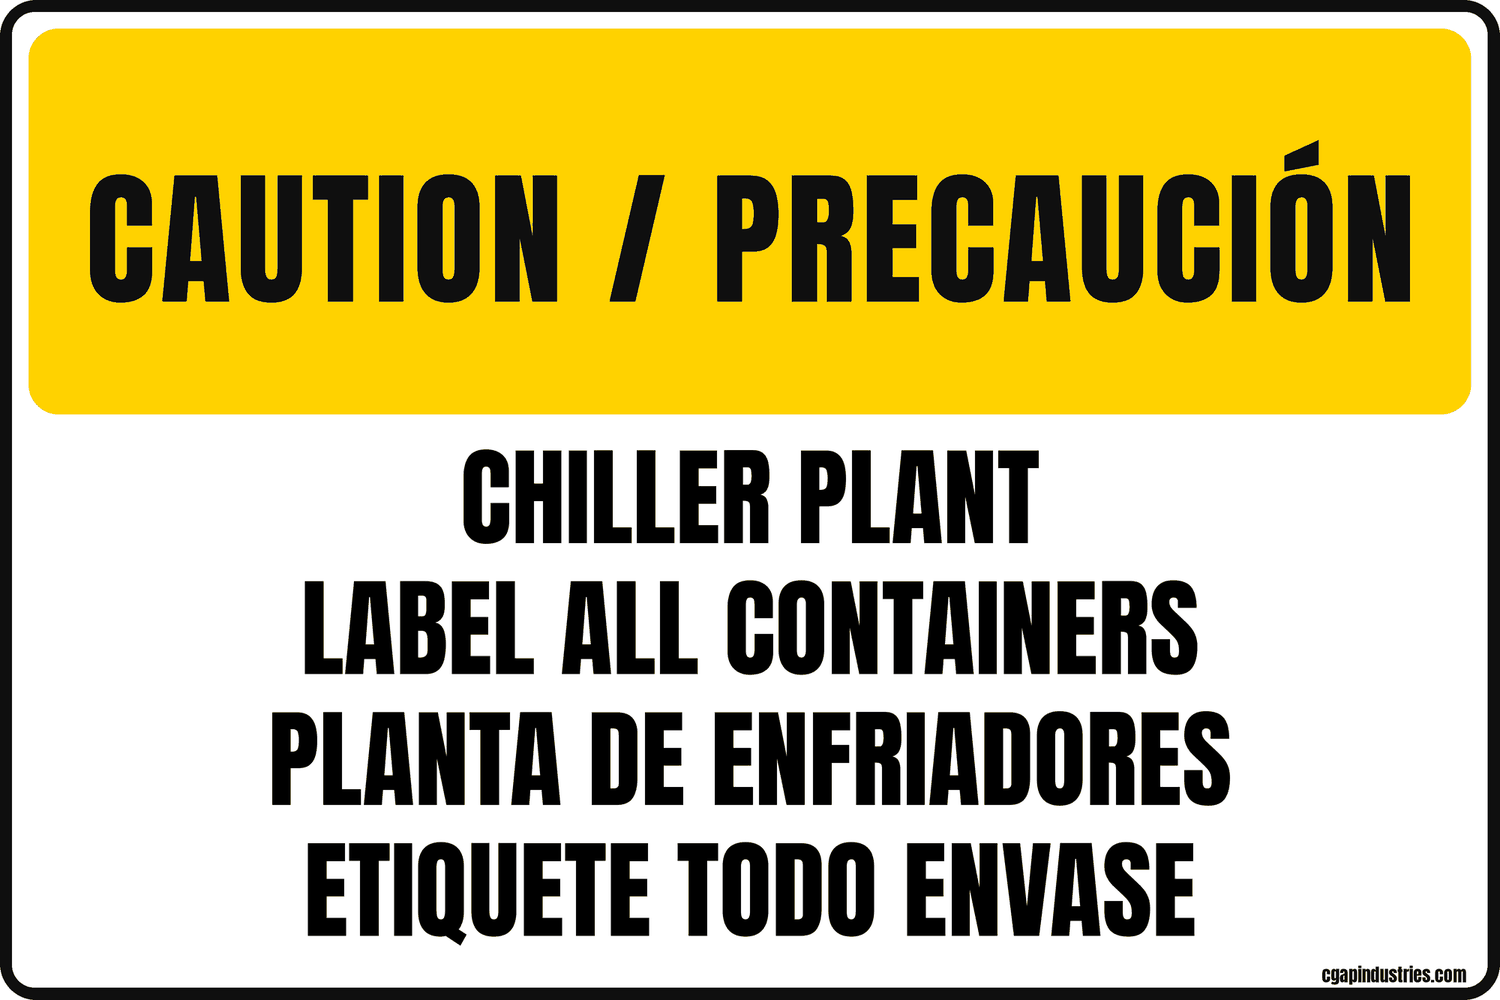 CAUTION / PRECAUCIÓN
CHILLER PLANT
LABEL ALL CONTAINERS
PLANTA DE ENFRIADORES
ETIQUETE TODO ENVASE
cgapindustries.com